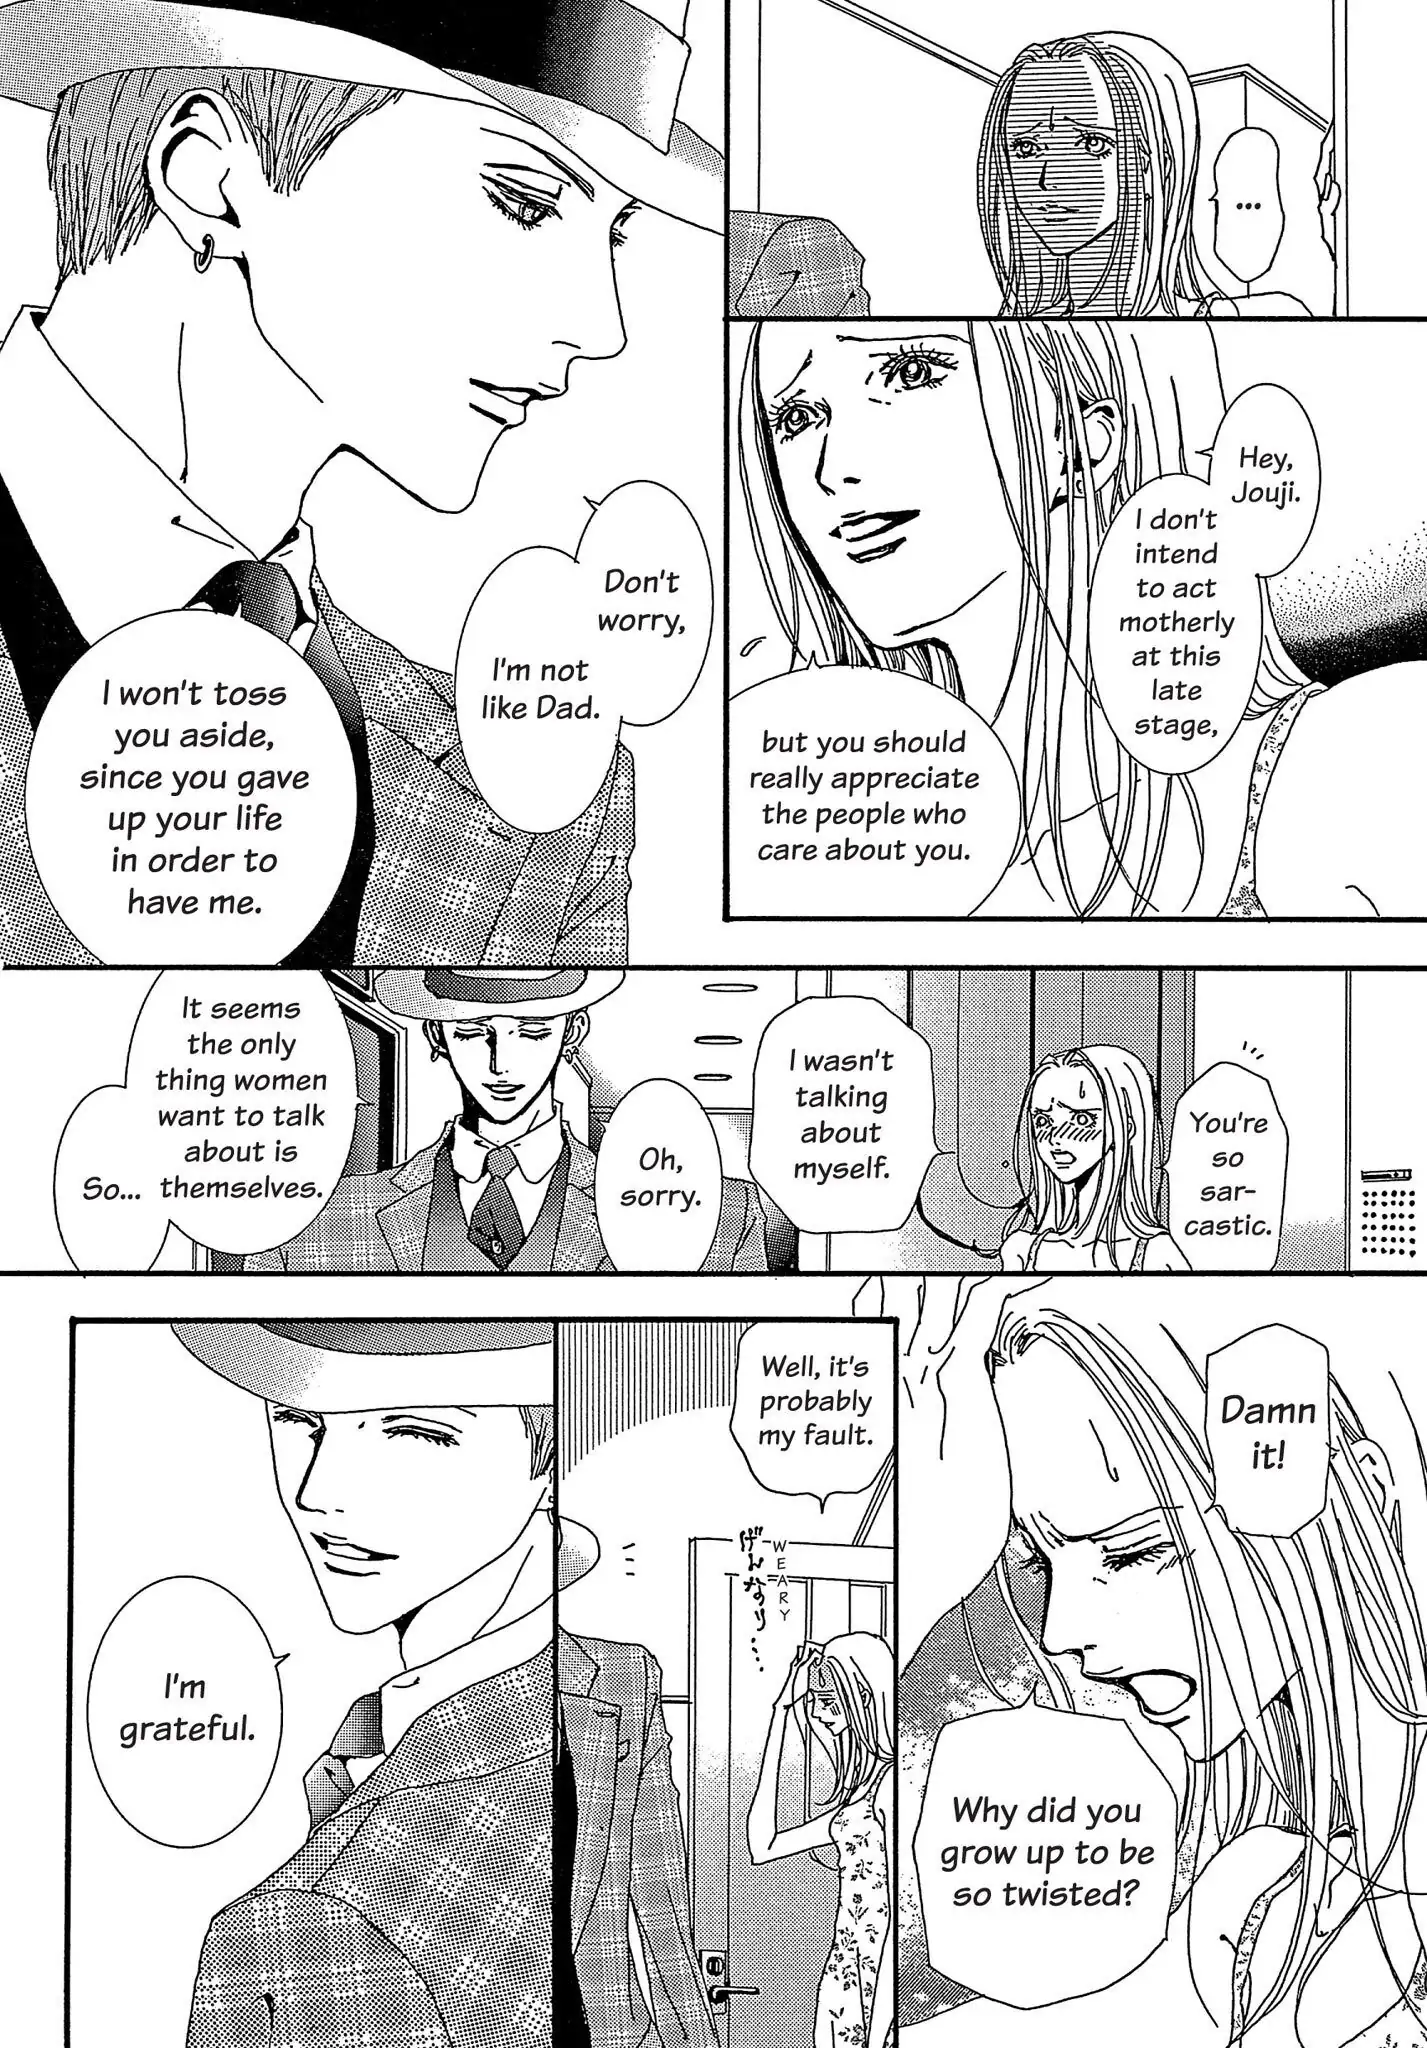 ...
Hey,
Jouji.
I don't
intend
to act
motherly
at this
late
stage,
but you should
really appreciate
the people who
care about you.
Don't
worry,
I'm not
like Dad.
I won't toss
you aside,
since you gave
up your life
in order to
have me.
You're
so
sar-
castic.
I wasn't
talking
about
myself.
Oh,
sorry.
It seems
the only
thing women
want to talk
about is
themselves.
So...
Damn
it!
Why did you
grow up to be
so twisted?
Well, it's
probably
my fault.
WEARY
げんなり…
I'm
grateful.